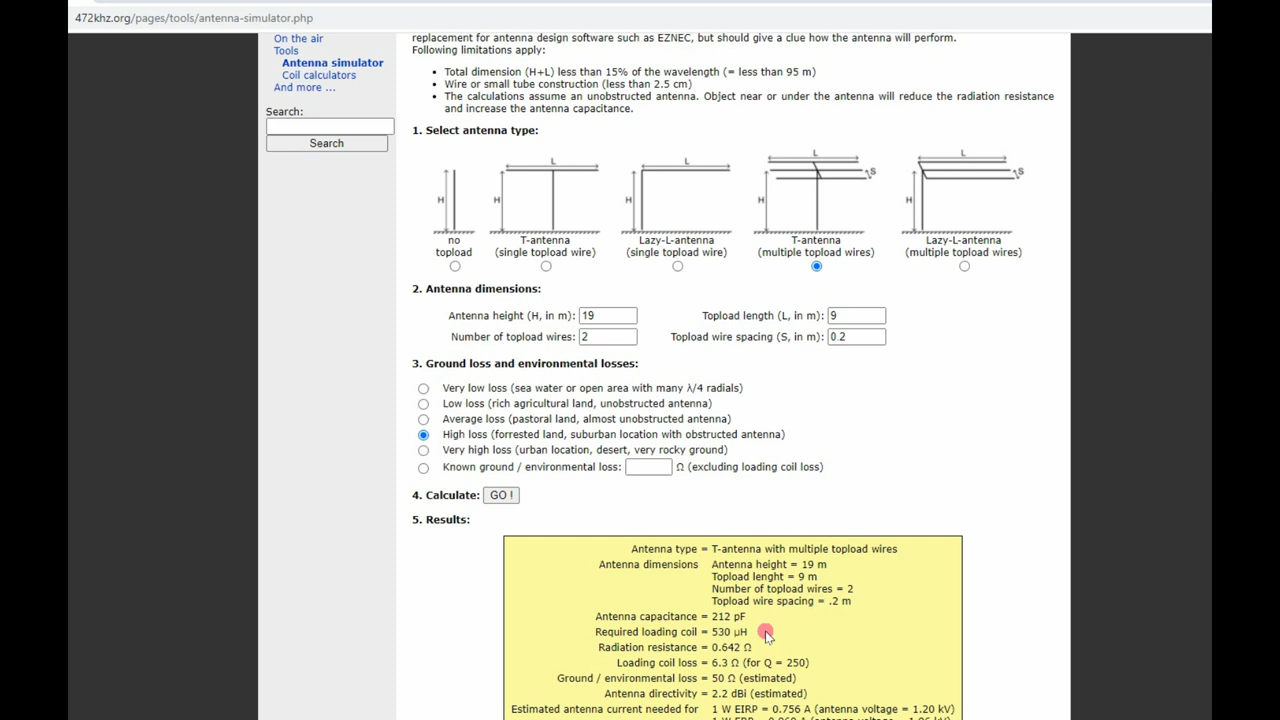 472khz.org/pages/tools/antenna-simulator.php
On the air
Tools
Antenna simulator
Coil calculators
And more ...
Search:
Search
replacement for antenna design software such as EZNEC, but should give a clue how the antenna will perform.
Following limitations apply:
• Total dimension (H+L) less than 15% of the wavelength (= less than 95 m)
• Wire or small tube construction (less than 2.5 cm)
• The calculations assume an unobstructed antenna. Object near or under the antenna will reduce the radiation resistance
and increase the antenna capacitance.
1. Select antenna type:
H
L
H
L
H
L
H
S
L
H
S
no
topload
T-antenna
(single topload wire)
Lazy-L-antenna
(single topload wire)
T-antenna
(multiple topload wires)
Lazy-L-antenna
(multiple topload wires)
2. Antenna dimensions:
Antenna height (H, in m): 19
Topload length (L, in m): 9
Number of topload wires: 2
Topload wire spacing (S, in m): 0.2
3. Ground loss and environmental losses:
Very low loss (sea water or open area with many λ/4 radials)
Low loss (rich agricultural land, unobstructed antenna)
Average loss (pastoral land, almost unobstructed antenna)
High loss (forrested land, suburban location with obstructed antenna)
Very high loss (urban location, desert, very rocky ground)
Known ground / environmental loss: Ω (excluding loading coil loss)
4. Calculate: GO !
5. Results:
Antenna type = T-antenna with multiple topload wires
Antenna dimensions Antenna height = 19 m
Topload lenght = 9 m
Number of topload wires = 2
Topload wire spacing = .2 m
Antenna capacitance = 212 pF
Required loading coil = 530 µH
Radiation resistance = 0.642 Ω
Loading coil loss = 6.3 Ω (for Q = 250)
Ground / environmental loss = 50 Ω (estimated)
Antenna directivity = 2.2 dBi (estimated)
Estimated antenna current needed for 1 W EIRP = 0.756 A (antenna voltage = 1.20 kV)